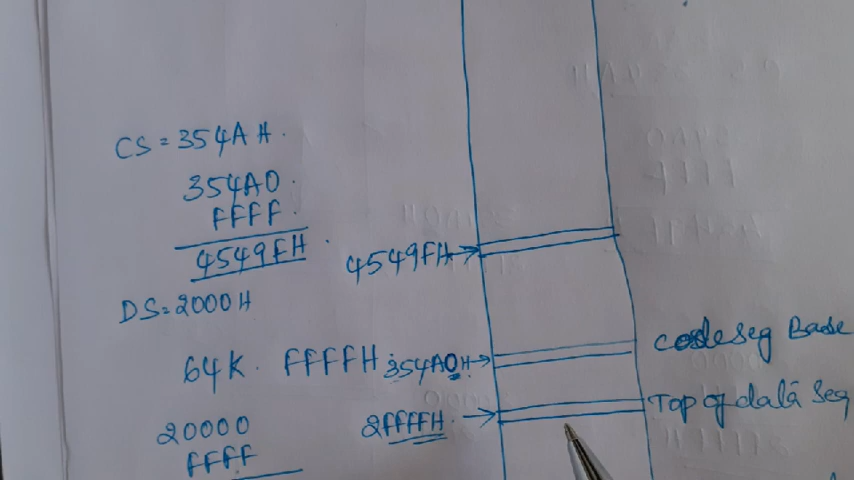 CS = 354A H.
354A0
FFFF
4549FH
4549FH
DS = 2000H
64K. FFFFH
354A0H
Codeseg Base
20000
FFFF
2FFFFH
Top of data Seg